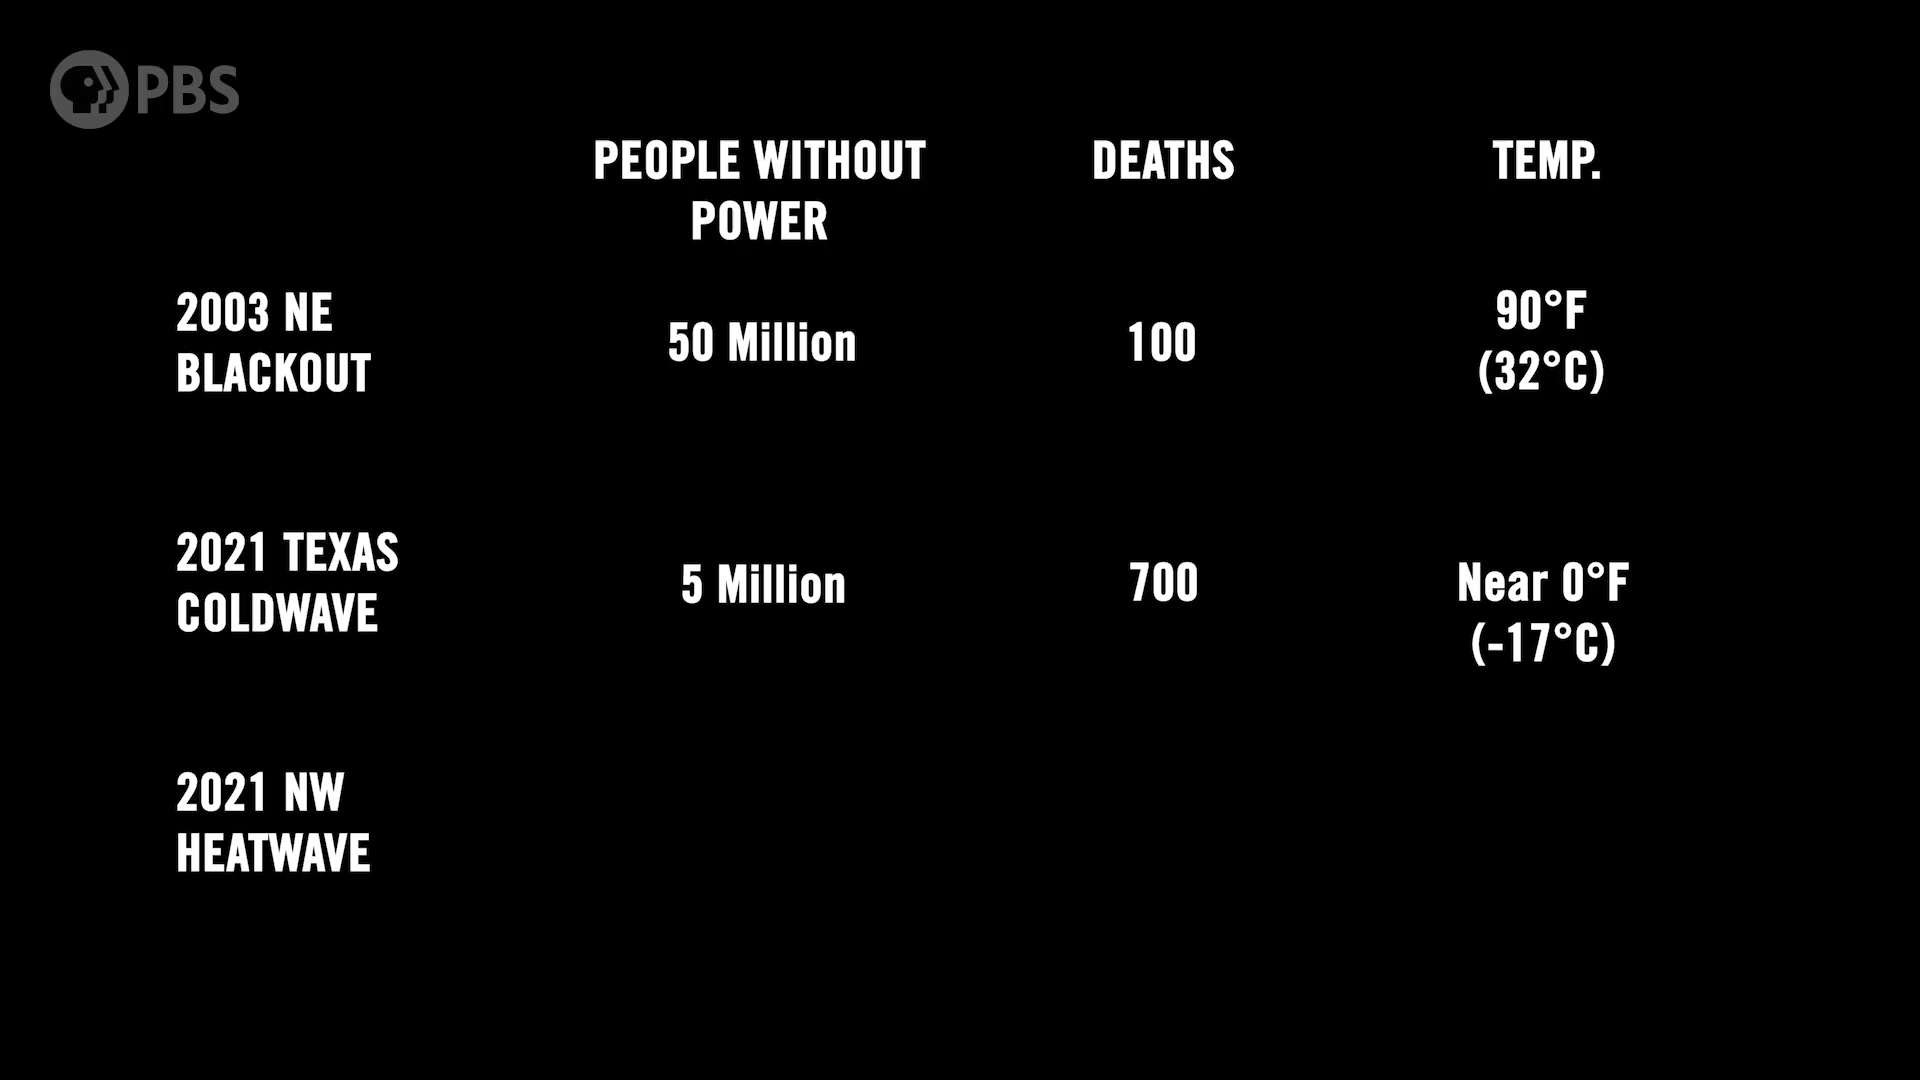 PBS
PEOPLE WITHOUT
POWER
DEATHS
TEMP.
2003 NE
BLACKOUT
50 Million
100
90°F
(32°C)
2021 TEXAS
COLDWAVE
5 Million
700
Near 0°F
(-17°C)
2021 NW
HEATWAVE